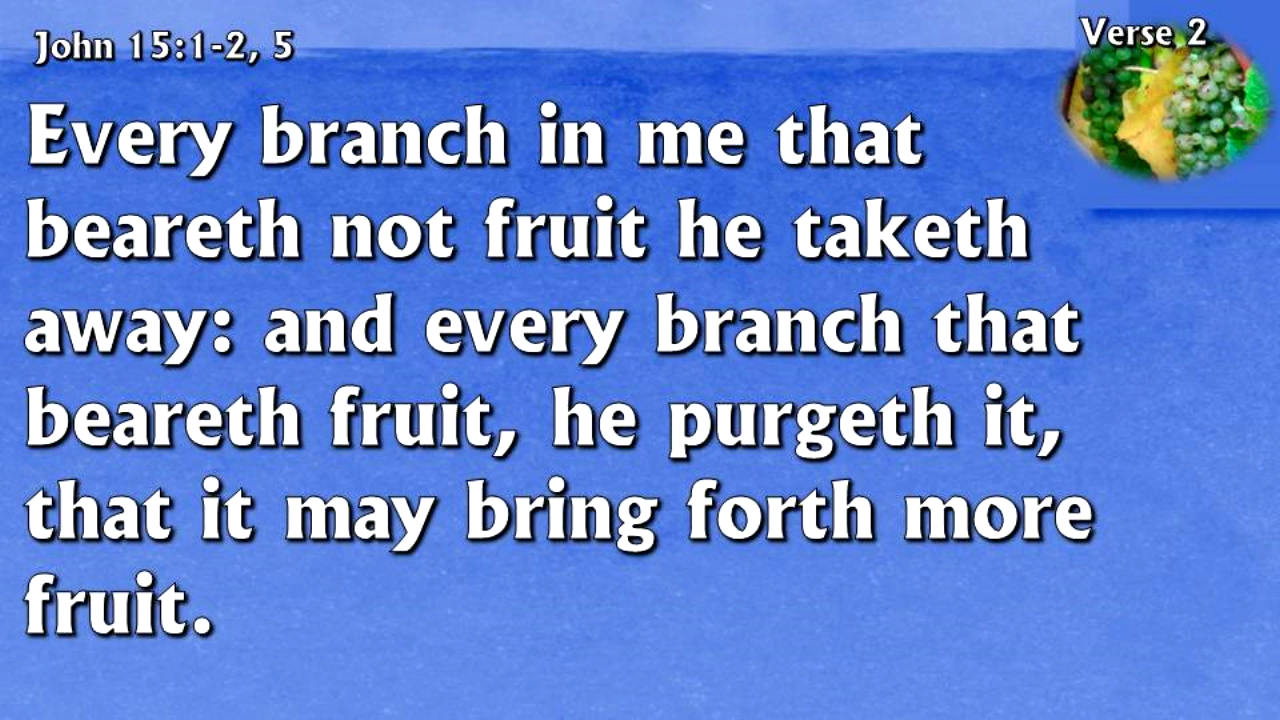 John 15:1-2, 5
Verse 2
Every branch in me that
beareth not fruit he taketh
away: and every branch that
beareth fruit, he purgeth it,
that it may bring forth more
fruit.